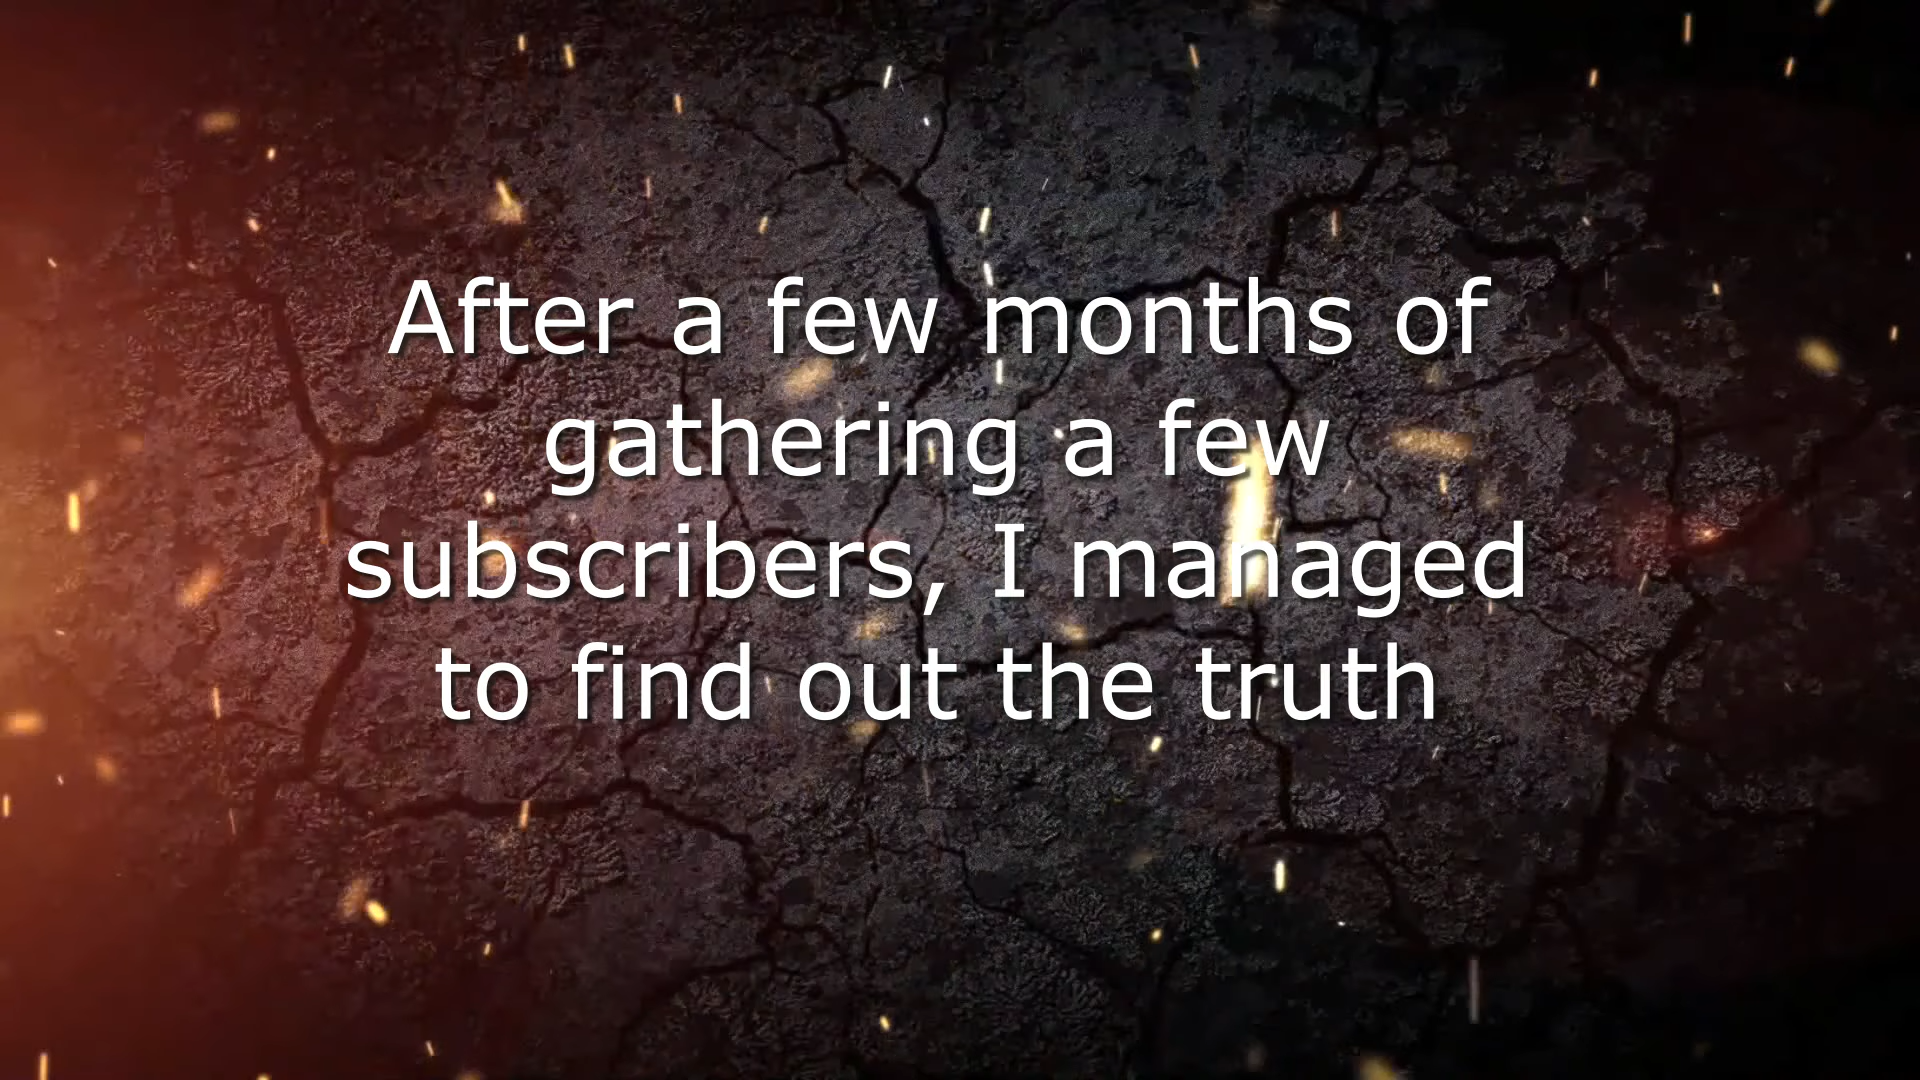 After a few months of
gathering a few
subscribers, I managed
to find out the truth